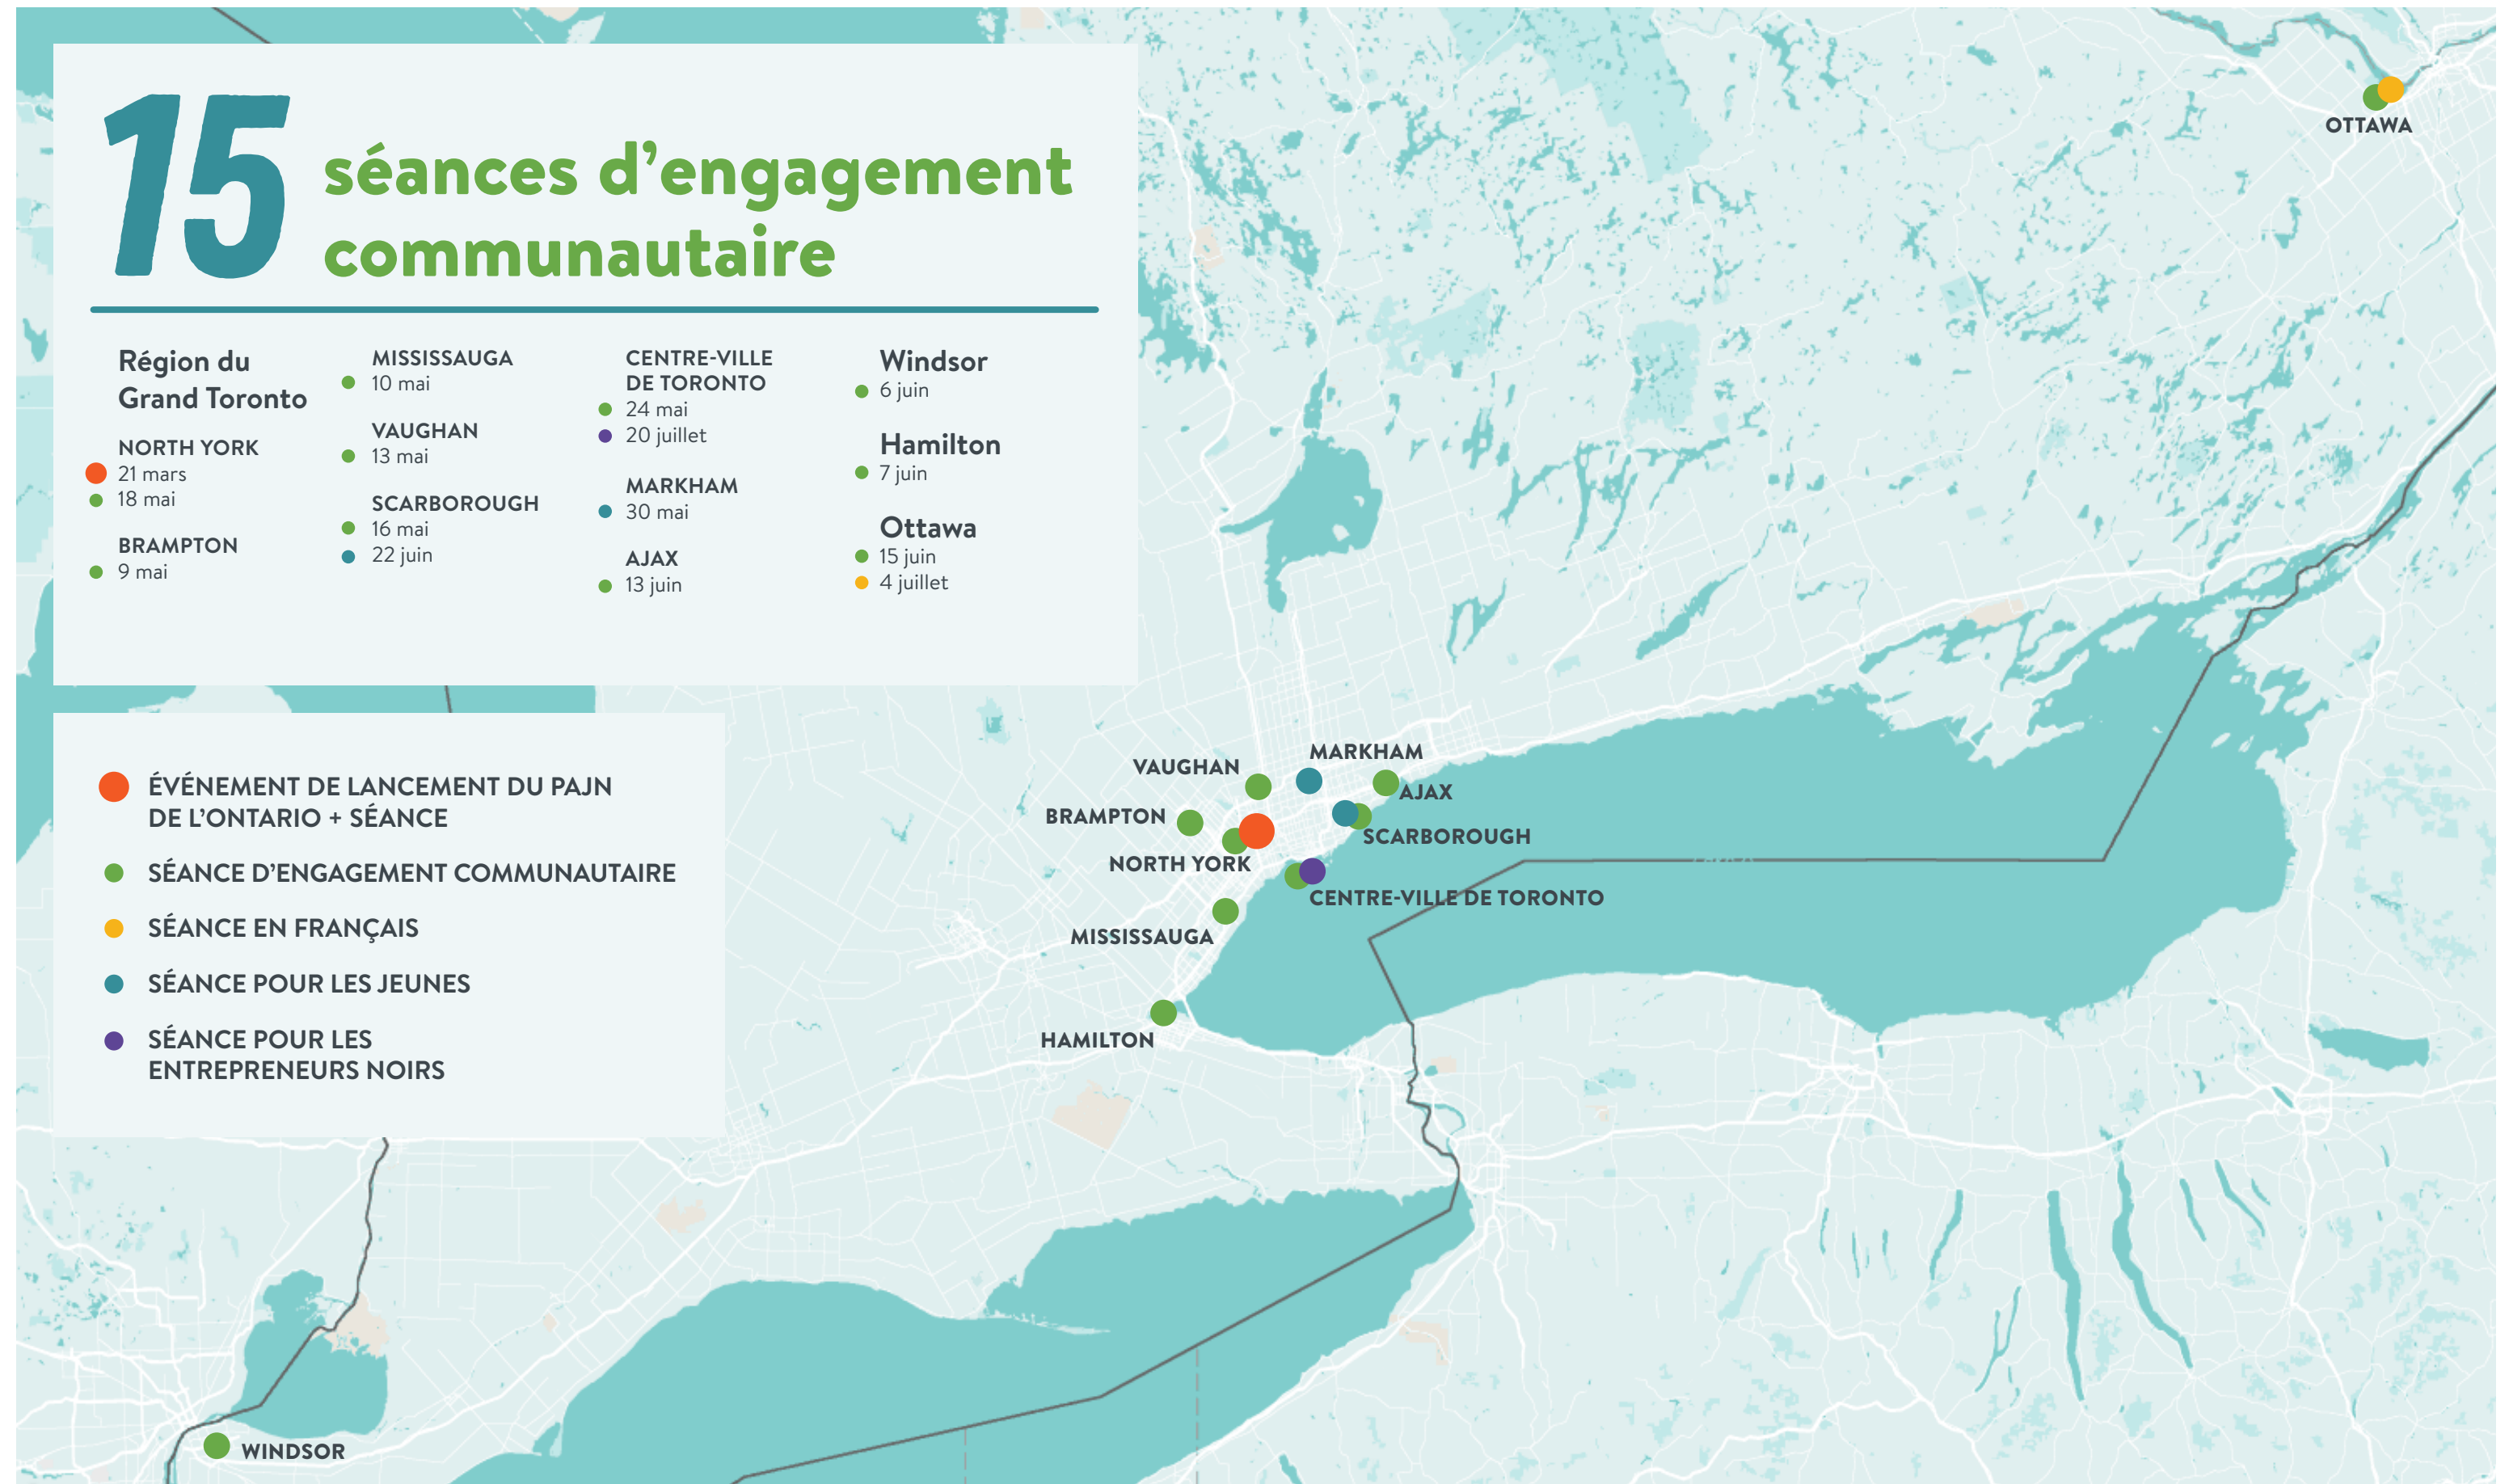 15
séances d’engagement
communautaire
Région du
Grand Toronto
NORTH YORK
21 mars
18 mai
BRAMPTON
9 mai
MISSISSAUGA
10 mai
VAUGHAN
13 mai
SCARBOROUGH
16 mai
22 juin
CENTRE-VILLE
DE TORONTO
24 mai
20 juillet
MARKHAM
30 mai
AJAX
13 juin
Windsor
6 juin
Hamilton
7 juin
Ottawa
15 juin
4 juillet
ÉVÉNEMENT DE LANCEMENT DU PAJN
DE L’ONTARIO + SÉANCE
SÉANCE D’ENGAGEMENT COMMUNAUTAIRE
SÉANCE EN FRANÇAIS
SÉANCE POUR LES JEUNES
SÉANCE POUR LES
ENTREPRENEURS NOIRS
OTTAWA
MARKHAM
VAUGHAN
AJAX
BRAMPTON
SCARBOROUGH
NORTH YORK
CENTRE-VILLE DE TORONTO
MISSISSAUGA
HAMILTON
WINDSOR